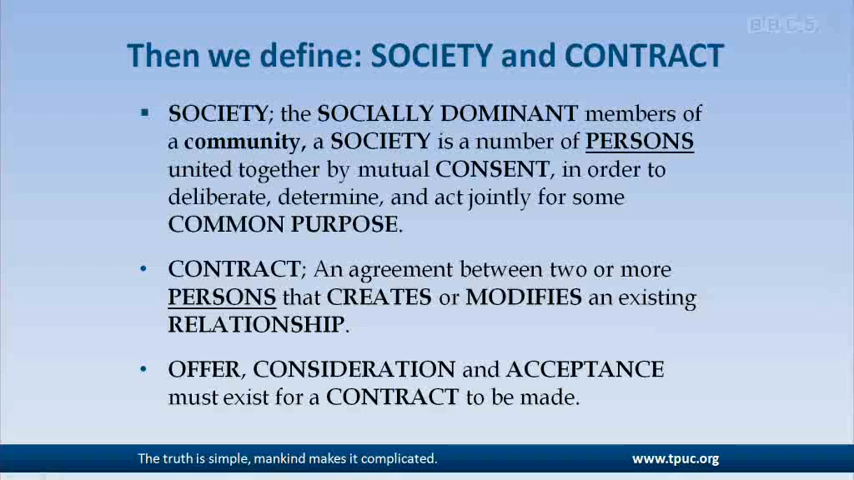 BBC 5
Then we define: SOCIETY and CONTRACT
▪ SOCIETY; the SOCIALLY DOMINANT members of
a community, a SOCIETY is a number of PERSONS
united together by mutual CONSENT, in order to
deliberate, determine, and act jointly for some
COMMON PURPOSE.
• CONTRACT; An agreement between two or more
PERSONS that CREATES or MODIFIES an existing
RELATIONSHIP.
• OFFER, CONSIDERATION and ACCEPTANCE
must exist for a CONTRACT to be made.
The truth is simple, mankind makes it complicated.
www.tpuc.org